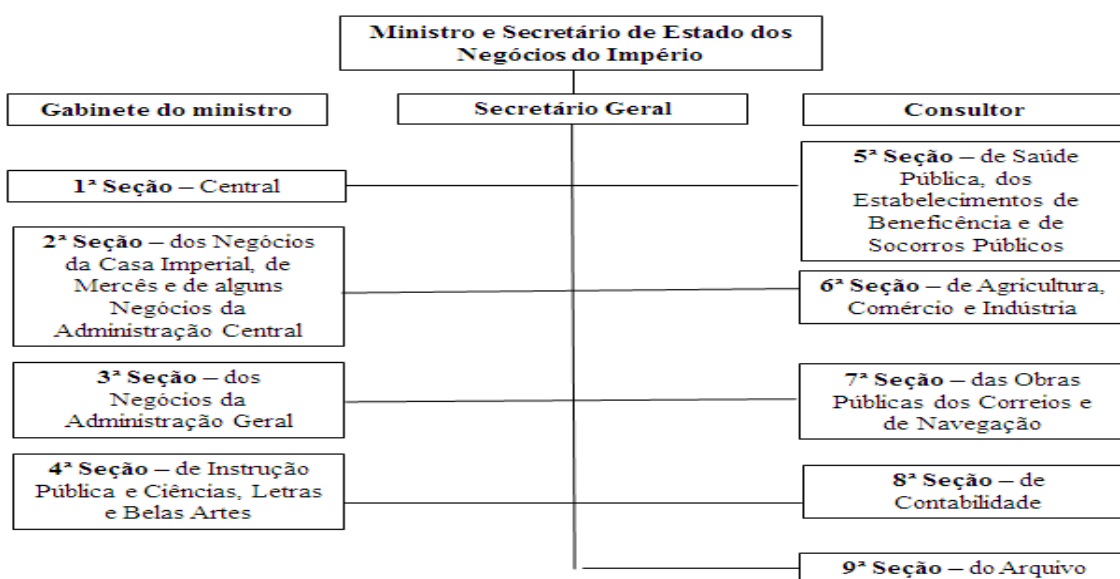 Ministro e Secretário de Estado dos
Negócios do Império
Gabinete do ministro
Secretário Geral
Consultor
1ª Seção – Central
2ª Seção – dos Negócios
da Casa Imperial, de
Mercês e de alguns
Negócios da
Administração Central
3ª Seção – dos
Negócios da
Administração Geral
4ª Seção – de Instrução
Pública e Ciências, Letras
e Belas Artes
5ª Seção – de Saúde
Pública, dos
Estabelecimentos de
Beneficência e de
Socorros Públicos
6ª Seção – de Agricultura,
Comércio e Indústria
7ª Seção – das Obras
Públicas dos Correios e
de Navegação
8ª Seção – de
Contabilidade
9ª Seção – do Arquivo